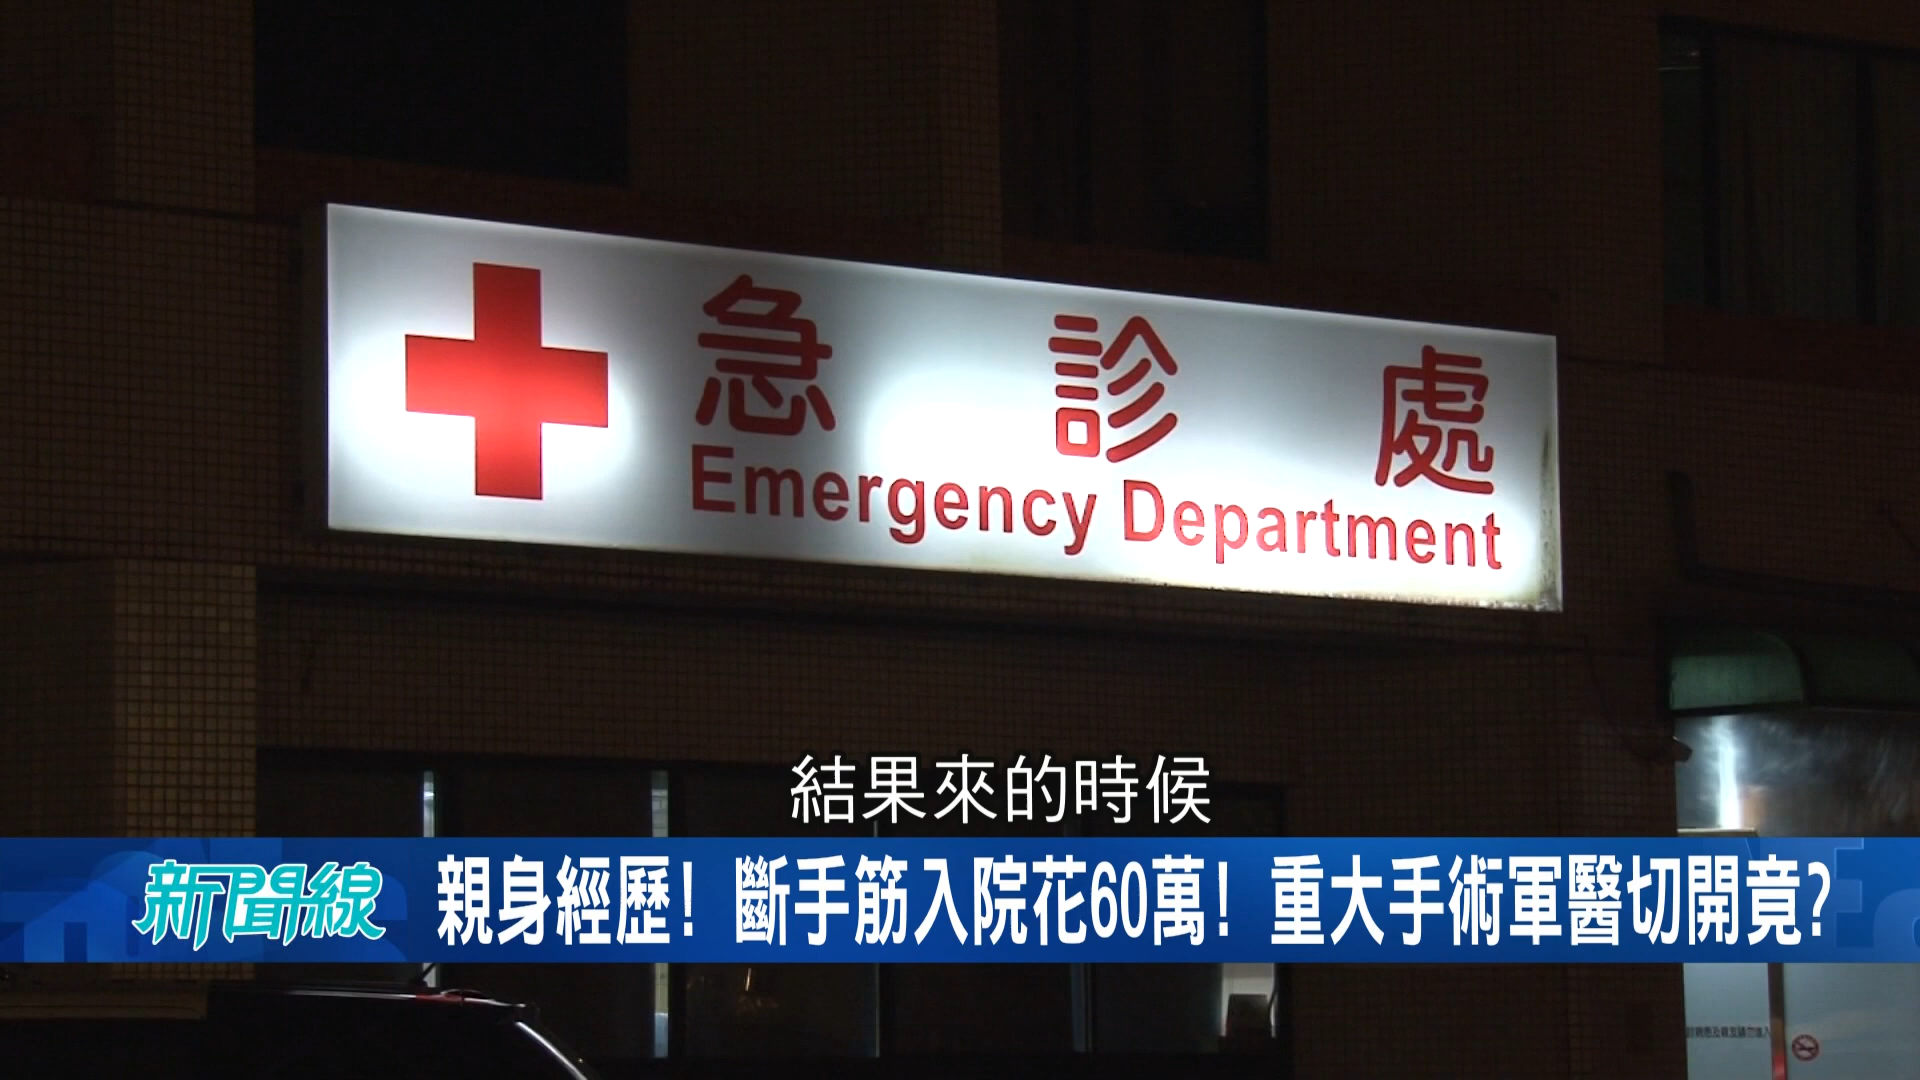 急診處
Emergency Department
結果來的時候
新聞線
親身經歷！斷手筋入院花60萬！重大手術軍醫切開竟？